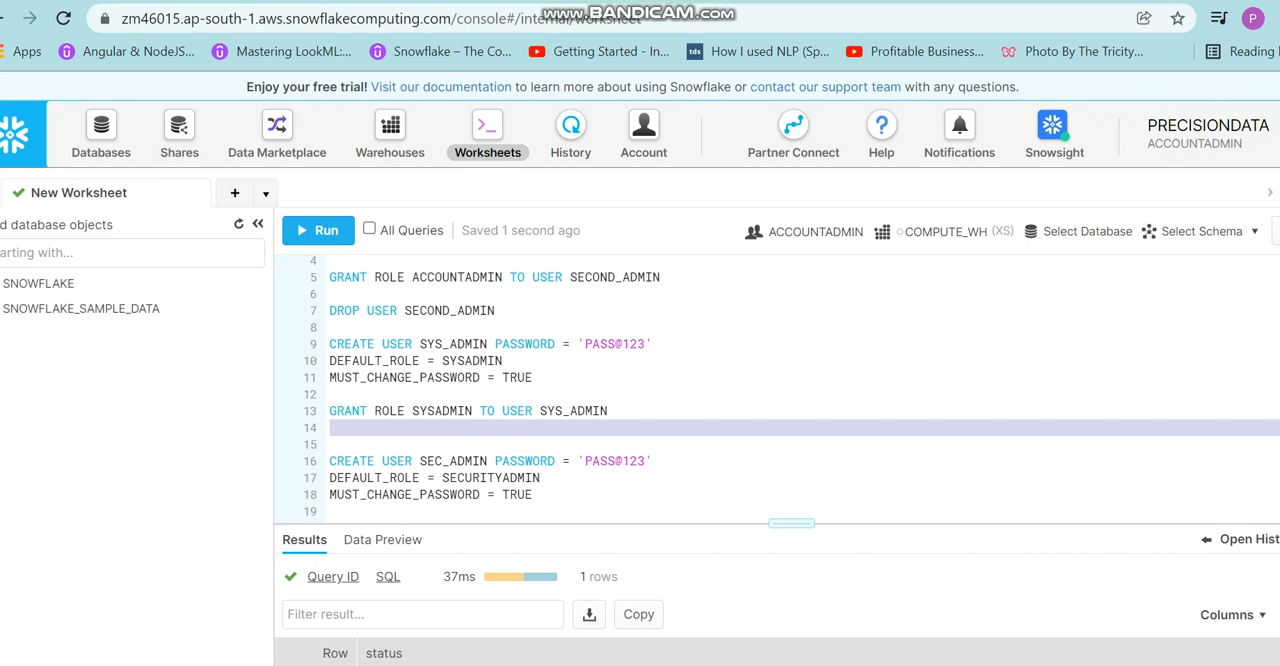 zm46015.ap-south-1.aws.snowflakecomputing.com/console#/internal/worksheet
www.BANDICAM.com
P
Apps
Angular & NodeJS...
Mastering LookML:...
Snowflake – The Co...
Getting Started - In...
tds
How I used NLP (Sp...
Profitable Business...
Photo By The Tricity...
Reading
Enjoy your free trial! Visit our documentation to learn more about using Snowflake or contact our support team with any questions.
Databases
Shares
Data Marketplace
Warehouses
Worksheets
History
Account
Partner Connect
Help
Notifications
Snowsight
PRECISIONDATA
ACCOUNTADMIN
New Worksheet
d database objects
arting with...
SNOWFLAKE
SNOWFLAKE_SAMPLE_DATA
Run
All Queries
Saved 1 second ago
ACCOUNTADMIN
COMPUTE_WH (XS)
Select Database
Select Schema
4
5 GRANT ROLE ACCOUNTADMIN TO USER SECOND_ADMIN
6
7 DROP USER SECOND_ADMIN
8
9 CREATE USER SYS_ADMIN PASSWORD = 'PASS@123'
10 DEFAULT_ROLE = SYSADMIN
11 MUST_CHANGE_PASSWORD = TRUE
12
13 GRANT ROLE SYSADMIN TO USER SYS_ADMIN
14
15
16 CREATE USER SEC_ADMIN PASSWORD = 'PASS@123'
17 DEFAULT_ROLE = SECURITYADMIN
18 MUST_CHANGE_PASSWORD = TRUE
19
Results
Data Preview
Open Hist
Query ID
SQL
37ms
1 rows
Filter result...
Copy
Columns
Row
status